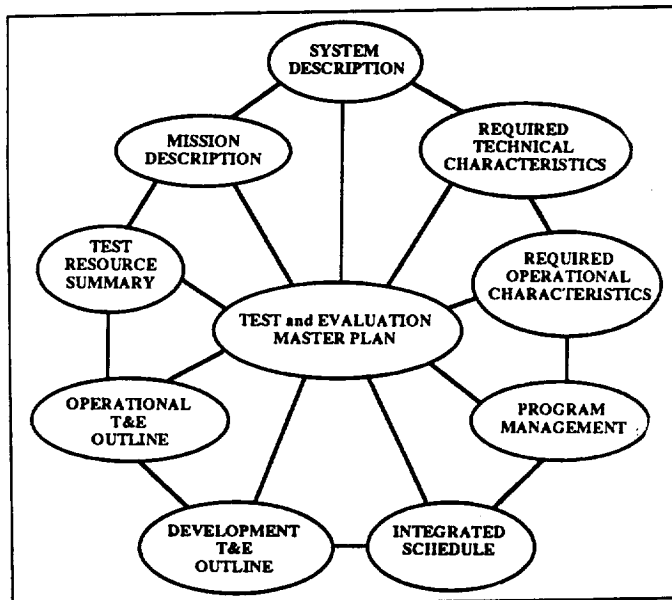 SYSTEM
DESCRIPTION
MISSION
DESCRIPTION
REQUIRED
TECHNICAL
CHARACTERISTICS
TEST
RESOURCE
SUMMARY
REQUIRED
OPERATIONAL
CHARACTERISTICS
TEST and EVALUATION
MASTER PLAN
OPERATIONAL
T&E
OUTLINE
PROGRAM
MANAGEMENT
DEVELOPMENT
T&E
OUTLINE
INTEGRATED
SCHEDULE